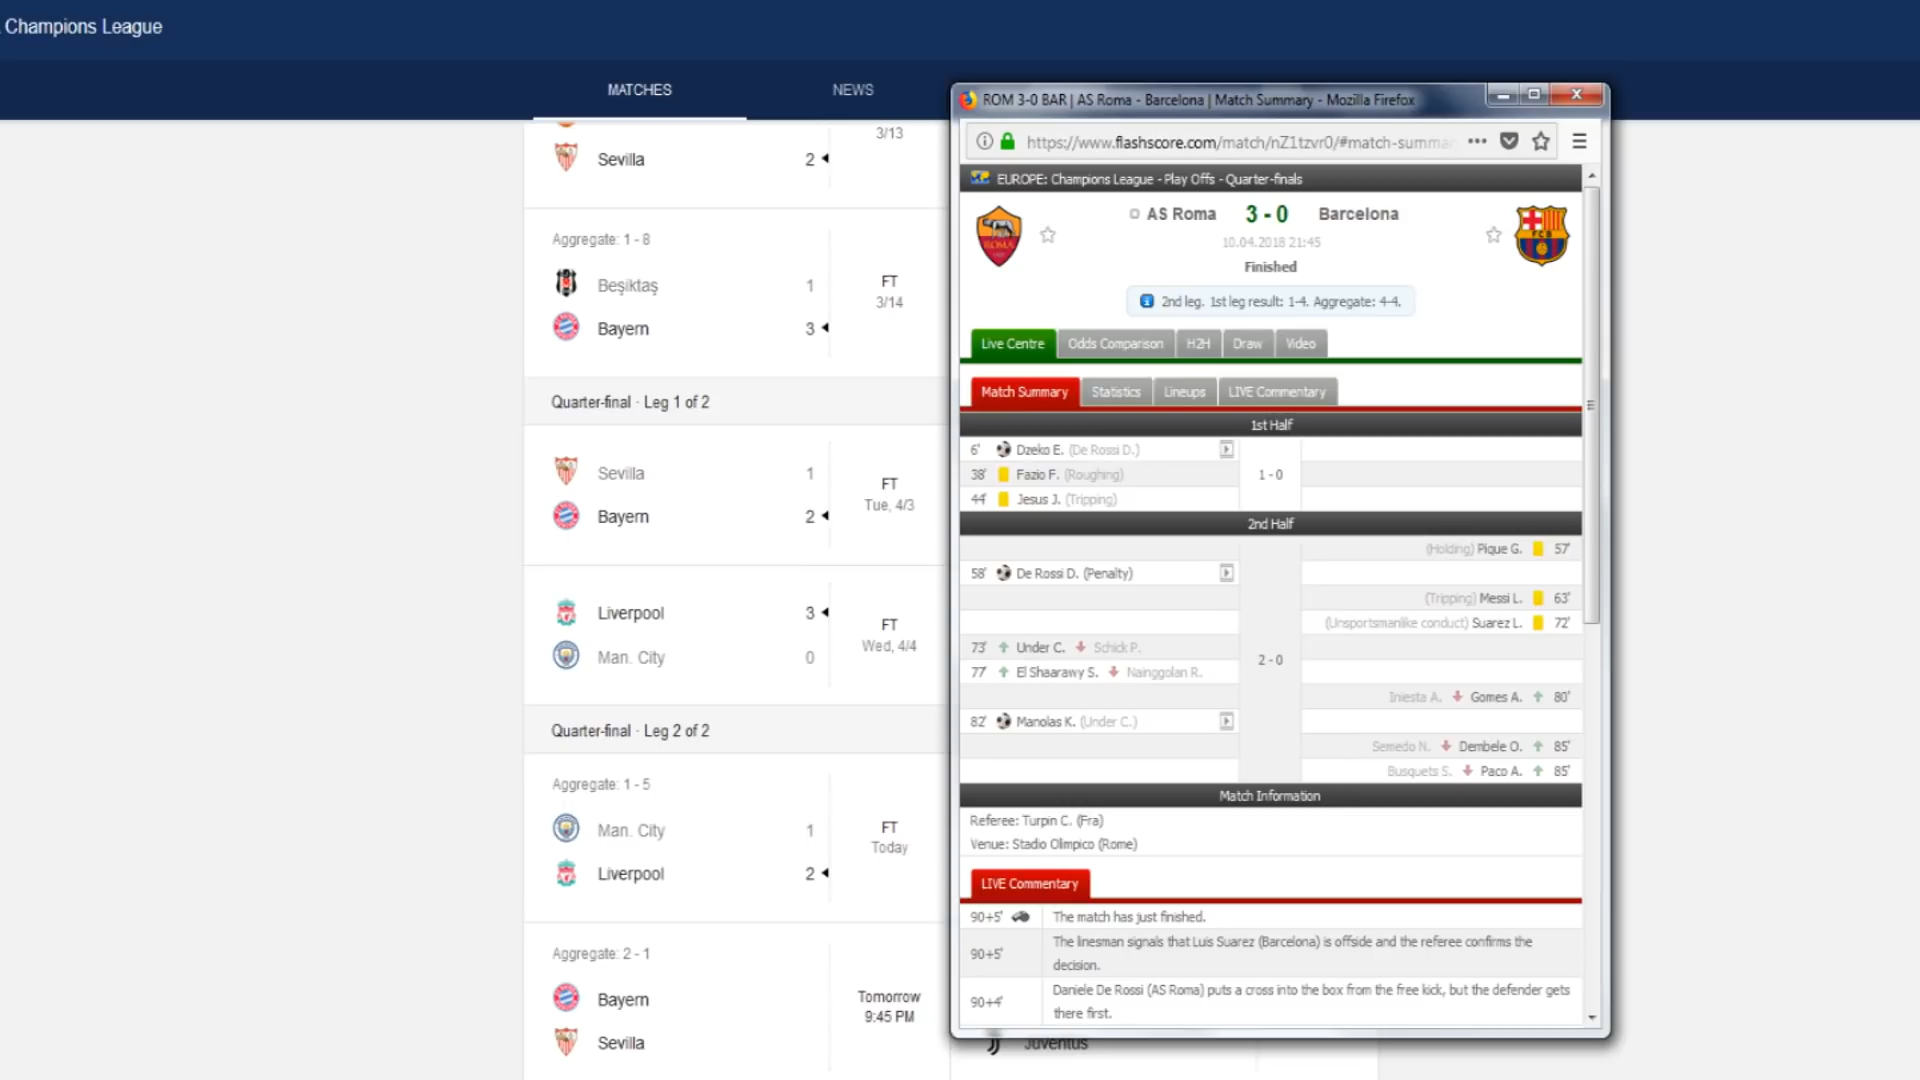 Champions League
MATCHES
NEWS
3/13
Sevilla 2
Aggregate: 1 - 8
Beşiktaş 1
Bayern 3
FT
3/14
Quarter-final · Leg 1 of 2
Sevilla 1
Bayern 2
FT
Tue, 4/3
Liverpool 3
Man. City 0
FT
Wed, 4/4
Quarter-final · Leg 2 of 2
Aggregate: 1 - 5
Man. City 1
Liverpool 2
FT
Today
Aggregate: 2 - 1
Bayern
Sevilla
Tomorrow
9:45 PM
Juventus
ROM 3-0 BAR | AS Roma - Barcelona | Match Summary - Mozilla Firefox
https://www.flashscore.com/match/nZ1tzvr0/#match-summar
EUROPE: Champions League - Play Offs - Quarter-finals
AS Roma 3 - 0 Barcelona
10.04.2018 21:45
Finished
2nd leg. 1st leg result: 1-4. Aggregate: 4-4.
ROMA
FCB
Live Centre Odds Comparison H2H Draw Video
Match Summary Statistics Lineups LIVE Commentary
1st Half
6' Dzeko E. (De Rossi D.)
38' Fazio F. (Roughing) 1 - 0
44' Jesus J. (Tripping)
2nd Half
(Holding) Pique G. 57'
58' De Rossi D. (Penalty)
(Tripping) Messi L. 63'
(Unsportsmanlike conduct) Suarez L. 72'
73' Under C. Schick P.
2 - 0
77' El Shaarawy S. Nainggolan R.
Iniesta A. Gomes A. 80'
82' Manolas K. (Under C.)
Semedo N. Dembele O. 85'
Busquets S. Paco A. 85'
Match Information
Referee: Turpin C. (Fra)
Venue: Stadio Olimpico (Rome)
LIVE Commentary
90+5' The match has just finished.
90+5' The linesman signals that Luis Suarez (Barcelona) is offside and the referee confirms the
decision.
90+4' Daniele De Rossi (AS Roma) puts a cross into the box from the free kick, but the defender gets
there first.